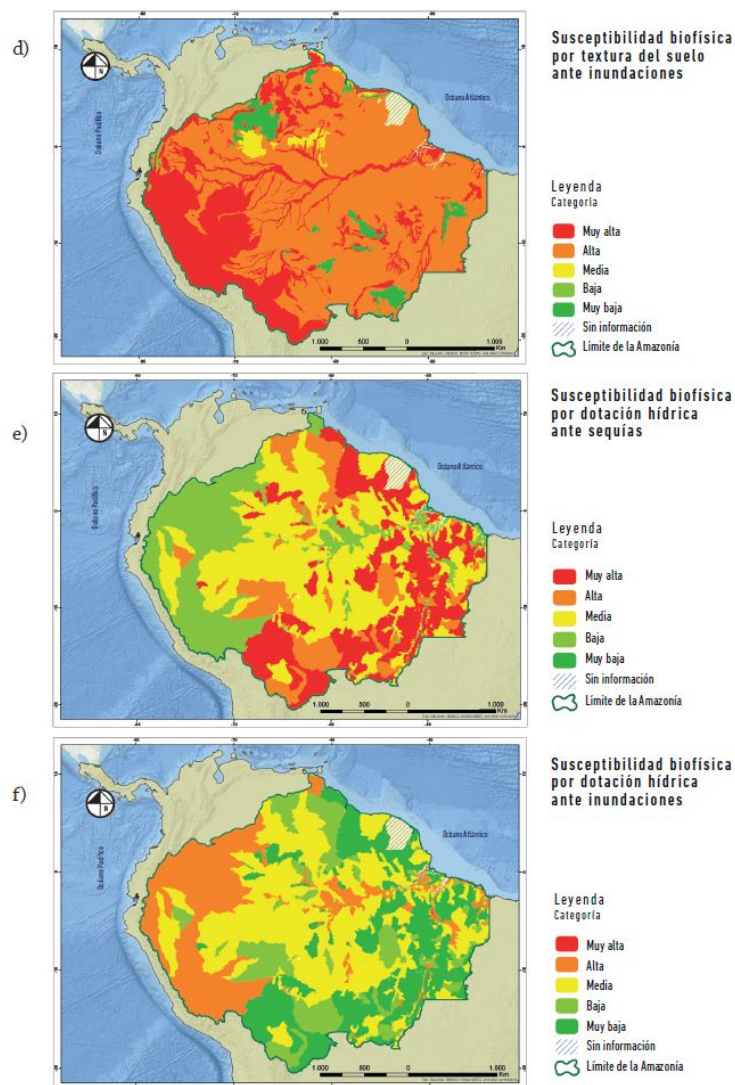 d)
Susceptibilidad biofísica
por textura del suelo
ante inundaciones
Océano Atlántico
Océano Pacífico
N
Leyenda
Categoría
Muy alta
Alta
Media
Baja
Muy baja
Sin información
Límite de la Amazonía
1.000 500 0 1.000
Km
e)
Susceptibilidad biofísica
por dotación hídrica
ante sequías
Océano Atlántico
Océano Pacífico
N
Leyenda
Categoría
Muy alta
Alta
Media
Baja
Muy baja
Sin información
Límite de la Amazonía
1.000 500 0 1.000
Km
f)
Susceptibilidad biofísica
por dotación hídrica
ante inundaciones
Océano Atlántico
Océano Pacífico
N
Leyenda
Categoría
Muy alta
Alta
Media
Baja
Muy baja
Sin información
Límite de la Amazonía
1.000 500 0 1.000
Km